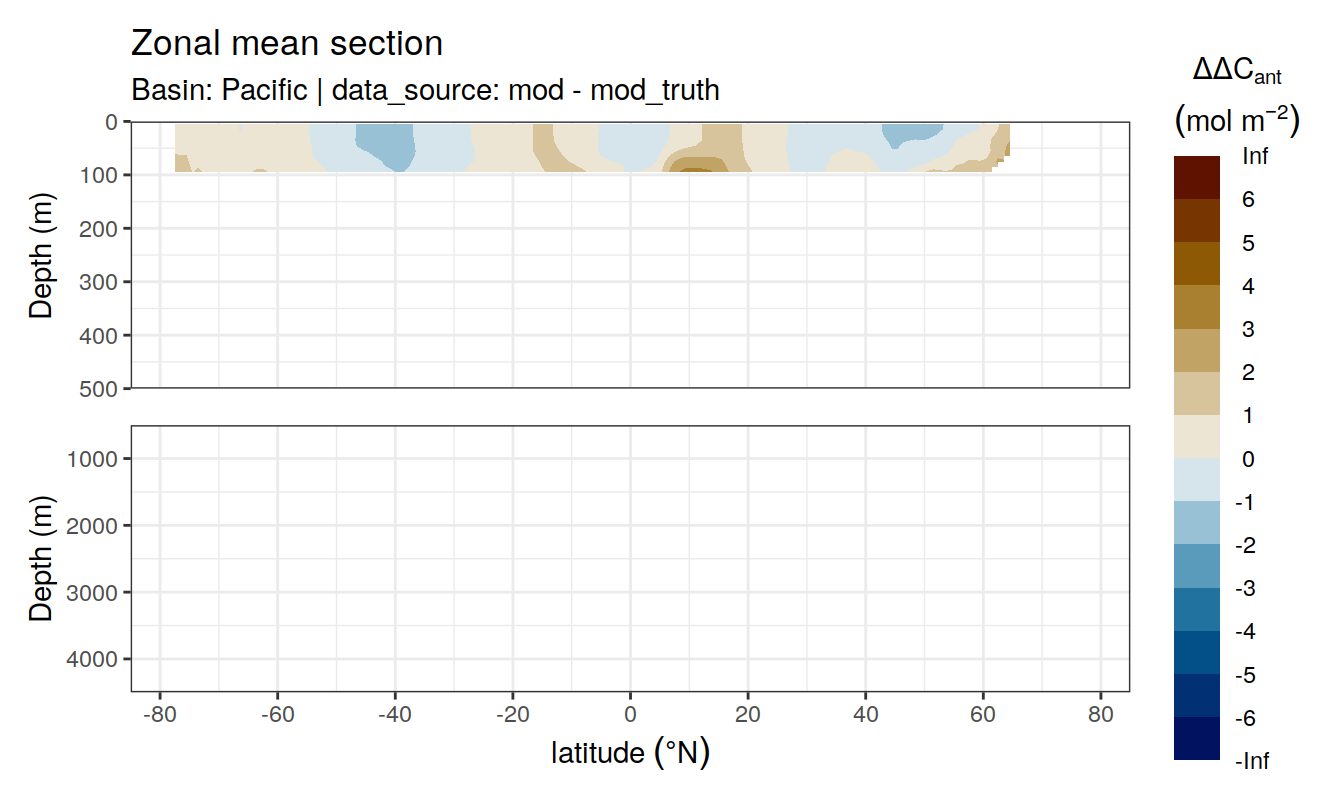 Zonal mean section
Basin: Pacific | data_source: mod - mod_truth
ΔΔCant
(mol m−2)
0
100
200
300
400
500
Depth (m)
1000
2000
3000
4000
Depth (m)
-80 -60 -40 -20 0 20 40 60 80
latitude (°N)
Inf
6
5
4
3
2
1
0
-1
-2
-3
-4
-5
-6
-Inf